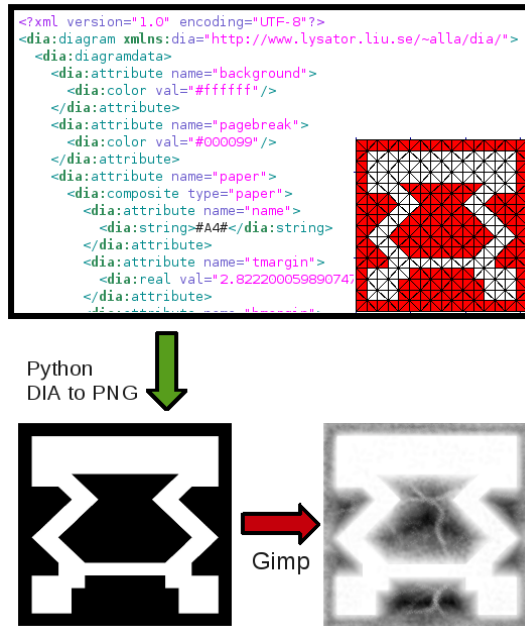 <?xml version="1.0" encoding="UTF-8"?>
<dia:diagram xmlns:dia="http://www.lysator.liu.se/~alla/dia/">
<dia:diagramdata>
<dia:attribute name="background">
<dia:color val="#ffffff"/>
</dia:attribute>
<dia:attribute name="pagebreak">
<dia:color val="#000099"/>
</dia:attribute>
<dia:attribute name="paper">
<dia:composite type="paper">
<dia:attribute name="name">
<dia:string>#A4#</dia:string>
</dia:attribute>
<dia:attribute name="tmargin">
<dia:real val="2.822200059890747
</dia:attribute>
Python
DIA to PNG
Gimp